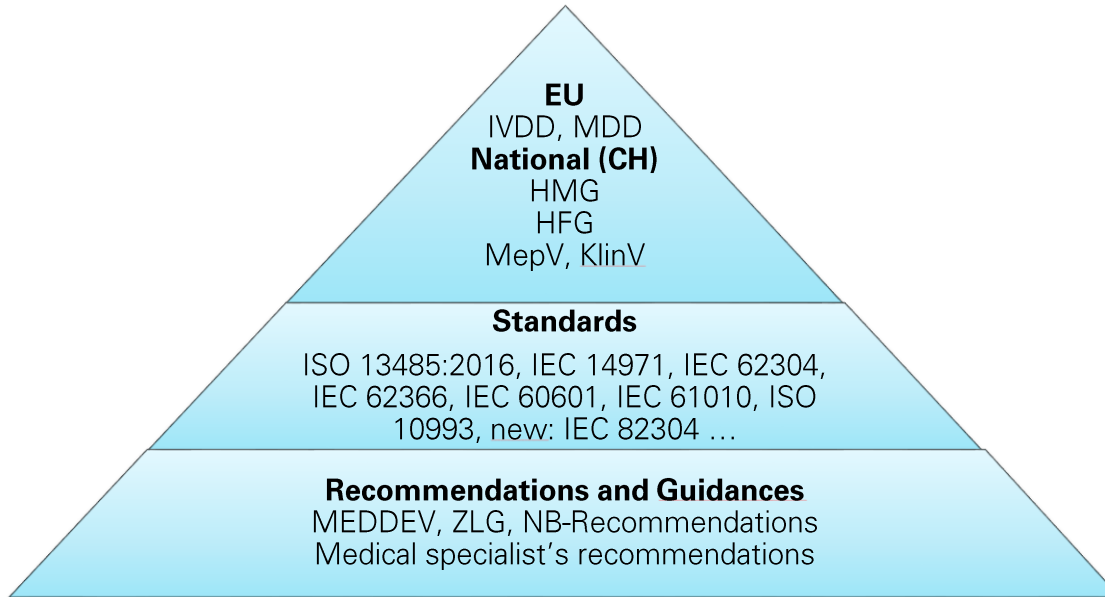 EU
IVDD, MDD
National (CH)
HMG
HFG
MepV, KlinV
Standards
ISO 13485:2016, IEC 14971, IEC 62304,
IEC 62366, IEC 60601, IEC 61010, ISO
10993, new: IEC 82304 ...
Recommendations and Guidances
MEDDEV, ZLG, NB-Recommendations
Medical specialist's recommendations